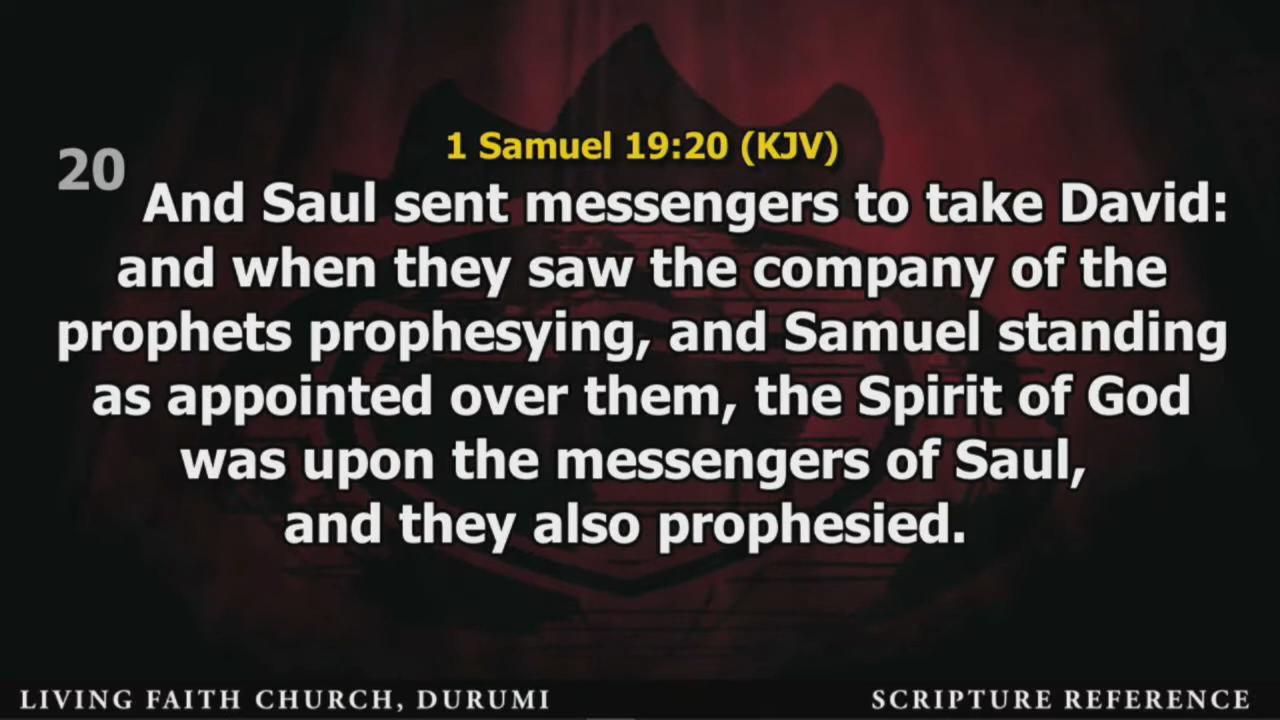 1 Samuel 19:20 (KJV)
20 And Saul sent messengers to take David:
and when they saw the company of the
prophets prophesying, and Samuel standing
as appointed over them, the Spirit of God
was upon the messengers of Saul,
and they also prophesied.
LIVING FAITH CHURCH, DURUMI
SCRIPTURE REFERENCE